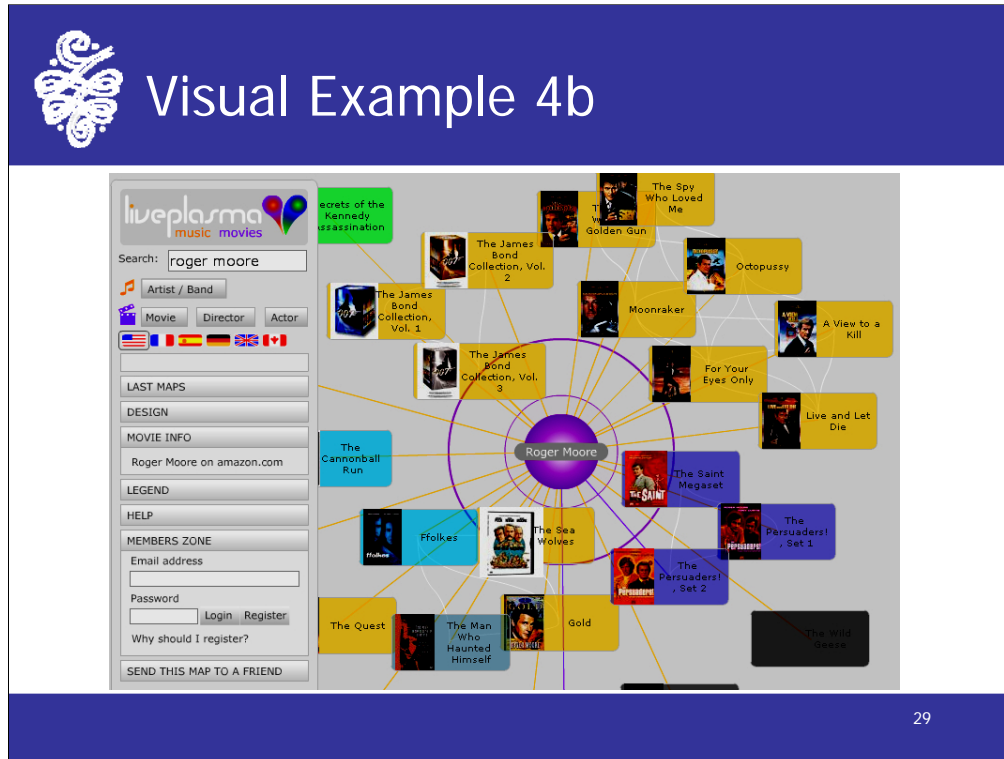 Visual Example 4b
liveplasma
music movies
Search: roger moore
Artist / Band
Movie Director Actor
LAST MAPS
DESIGN
MOVIE INFO
Roger Moore on amazon.com
LEGEND
HELP
MEMBERS ZONE
Email address
Password
Login Register
Why should I register?
SEND THIS MAP TO A FRIEND
ecrets of the
Kennedy
Assassination
The James
Bond
Collection, Vol.
2
The James
Bond
Collection, Vol.
1
The James
Bond
Collection, Vol.
3
Golden Gun
The Spy
Who Loved
Me
Octopussy
Moonraker
A View to a
Kill
For Your
Eyes Only
Live and Let
Die
The
Cannonball
Run
Roger Moore
The Saint
Megaset
THE SAINT
The
Persuaders!
, Set 1
Ffolkes
ffolkes
The Sea
Wolves
The
Persuaders!
, Set 2
The Quest
The Man
Who
Haunted
Himself
GOLD
Gold
The Wild
Geese
29